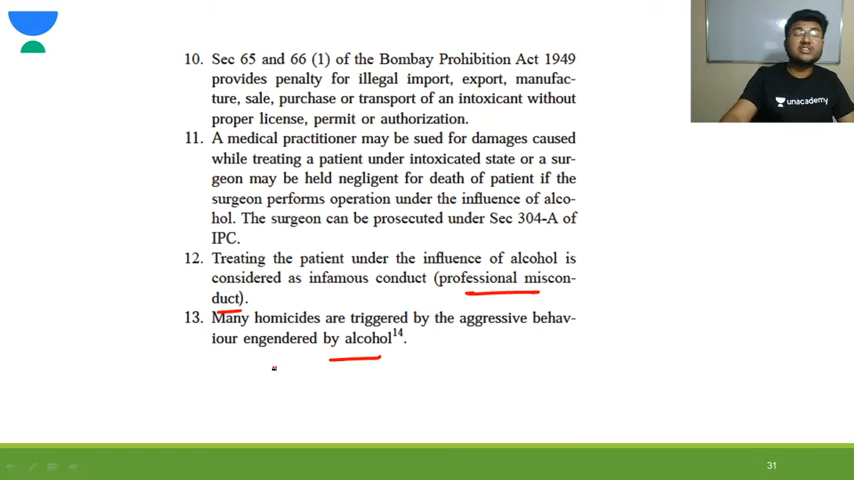 10. Sec 65 and 66 (1) of the Bombay Prohibition Act 1949
provides penalty for illegal import, export, manufac-
ture, sale, purchase or transport of an intoxicant without
proper license, permit or authorization.
11. A medical practitioner may be sued for damages caused
while treating a patient under intoxicated state or a sur-
geon may be held negligent for death of patient if the
surgeon performs operation under the influence of alco-
hol. The surgeon can be prosecuted under Sec 304-A of
IPC.
12. Treating the patient under the influence of alcohol is
considered as infamous conduct (professional miscon-
duct).
13. Many homicides are triggered by the aggressive behav-
iour engendered by alcohol14.
unacademy
31